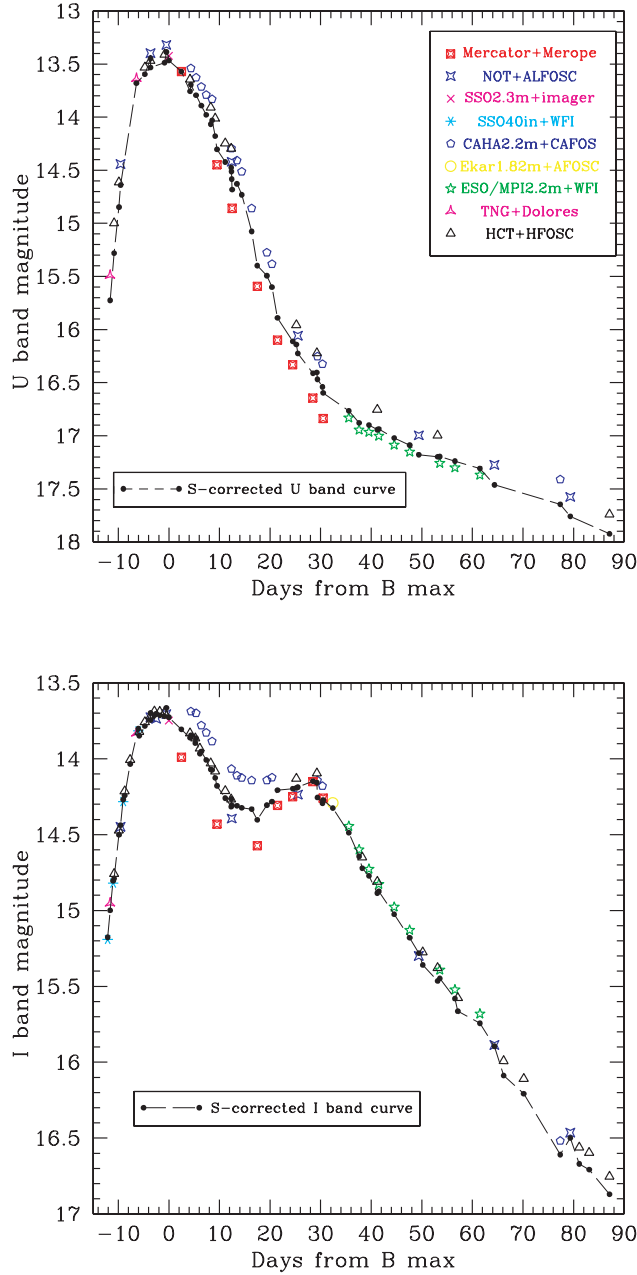 13.5
14
14.5
15
15.5
16
16.5
17
17.5
18
U band magnitude
Mercator+Merope
NOT+ALFOSC
SSO2.3m+imager
SSO40in+WFI
CAHA2.2m+CAFOS
Ekar1.82m+AFOSC
ESO/MPI2.2m+WFI
TNG+Dolores
HCT+HFOSC
S-corrected U band curve
−10 0 10 20 30 40 50 60 70 80 90
Days from B max
13.5
14
14.5
15
15.5
16
16.5
17
I band magnitude
S-corrected I band curve
−10 0 10 20 30 40 50 60 70 80 90
Days from B max